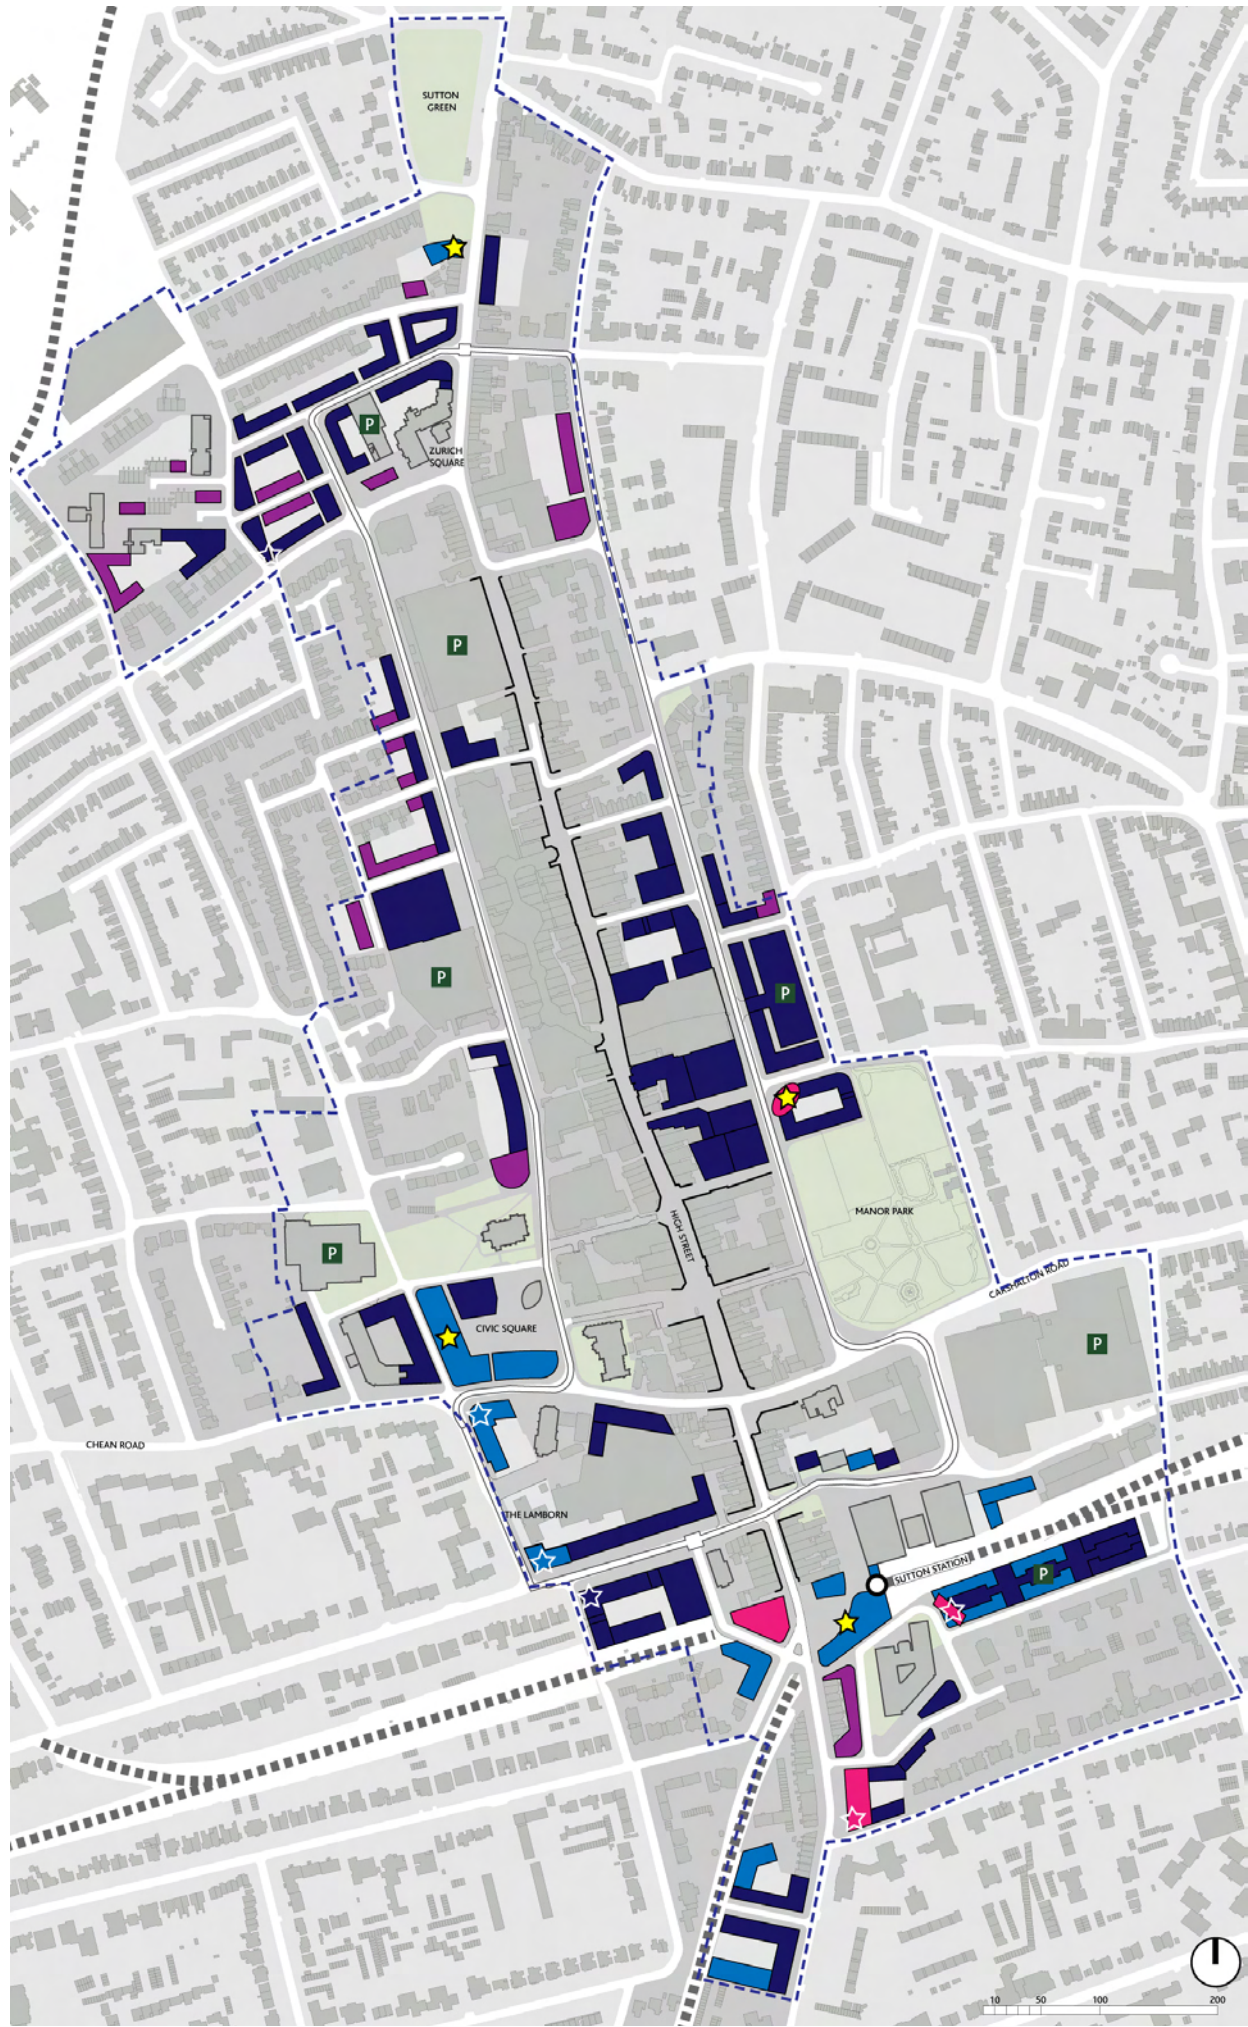 SUTTON
GREEN
P
ZURICH
SQUARE
P
P
P
HIGH STREET
MANOR PARK
P
CARSHALTON ROAD
CIVIC SQUARE
P
CHEAN ROAD
THE LAMBORN
SUTTON STATION
P
10 50 100 200